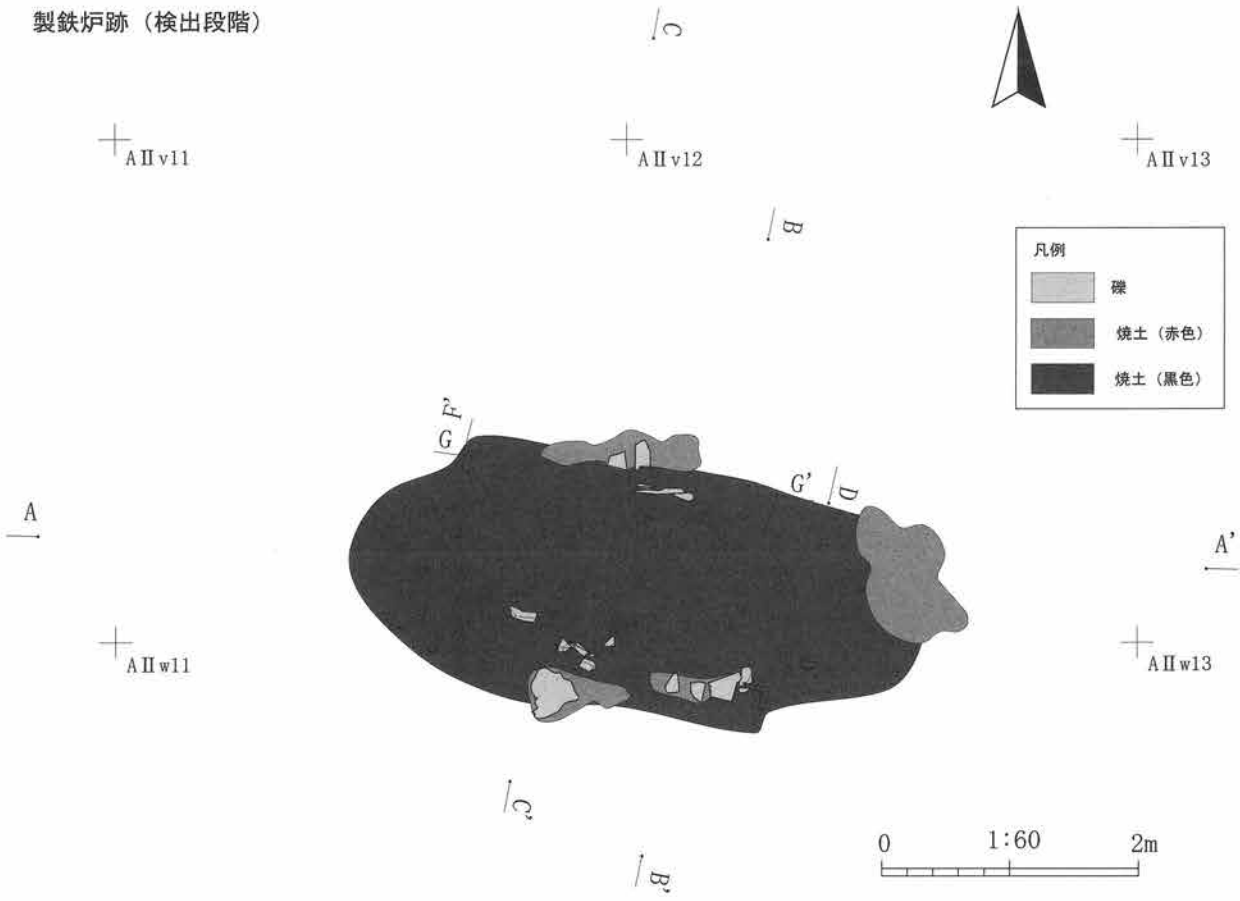 製鉄炉跡（検出段階）
C
AⅡv11
AⅡv12
AⅡv13
B
凡例
礫
焼土（赤色）
焼土（黒色）
F'
G
G'
D
A
A'
AⅡw11
AⅡw13
C'
B'
0 1:60 2m